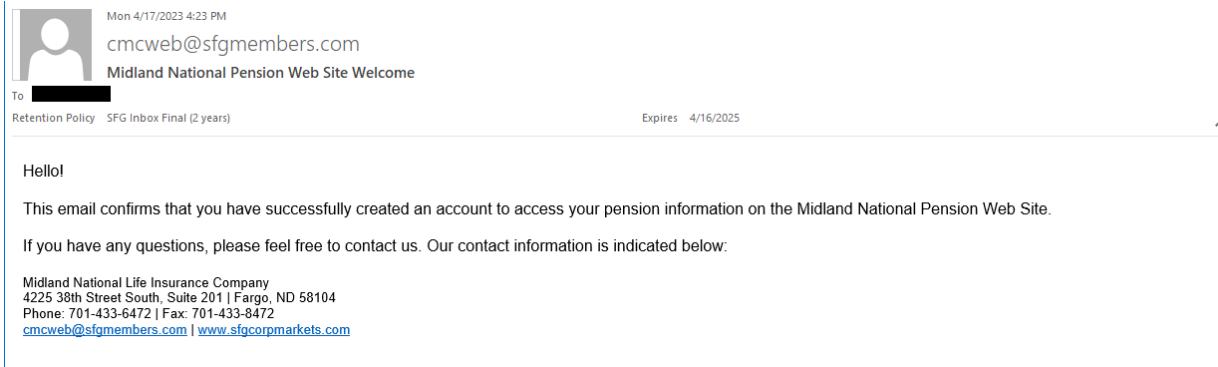 Mon 4/17/2023 4:23 PM
cmcweb@sfgmembers.com
Midland National Pension Web Site Welcome
To
Retention Policy SFG Inbox Final (2 years) Expires 4/16/2025
Hello!
This email confirms that you have successfully created an account to access your pension information on the Midland National Pension Web Site.
If you have any questions, please feel free to contact us. Our contact information is indicated below:
Midland National Life Insurance Company
4225 38th Street South, Suite 201 | Fargo, ND 58104
Phone: 701-433-6472 | Fax: 701-433-8472
cmcweb@sfgmembers.com | www.sfgcorpmarkets.com